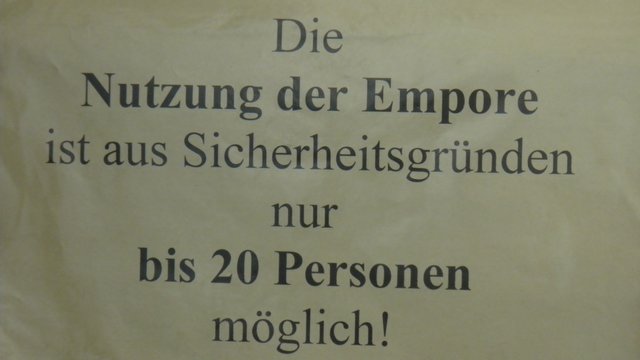 Die
Nutzung der Empore
ist aus Sicherheitsgründen
nur
bis 20 Personen
möglich!